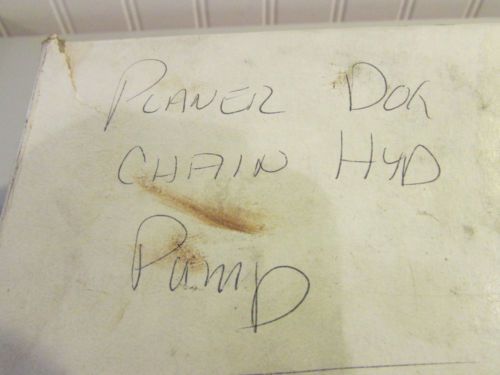 PLANER DOG
CHAIN HYD
Pump